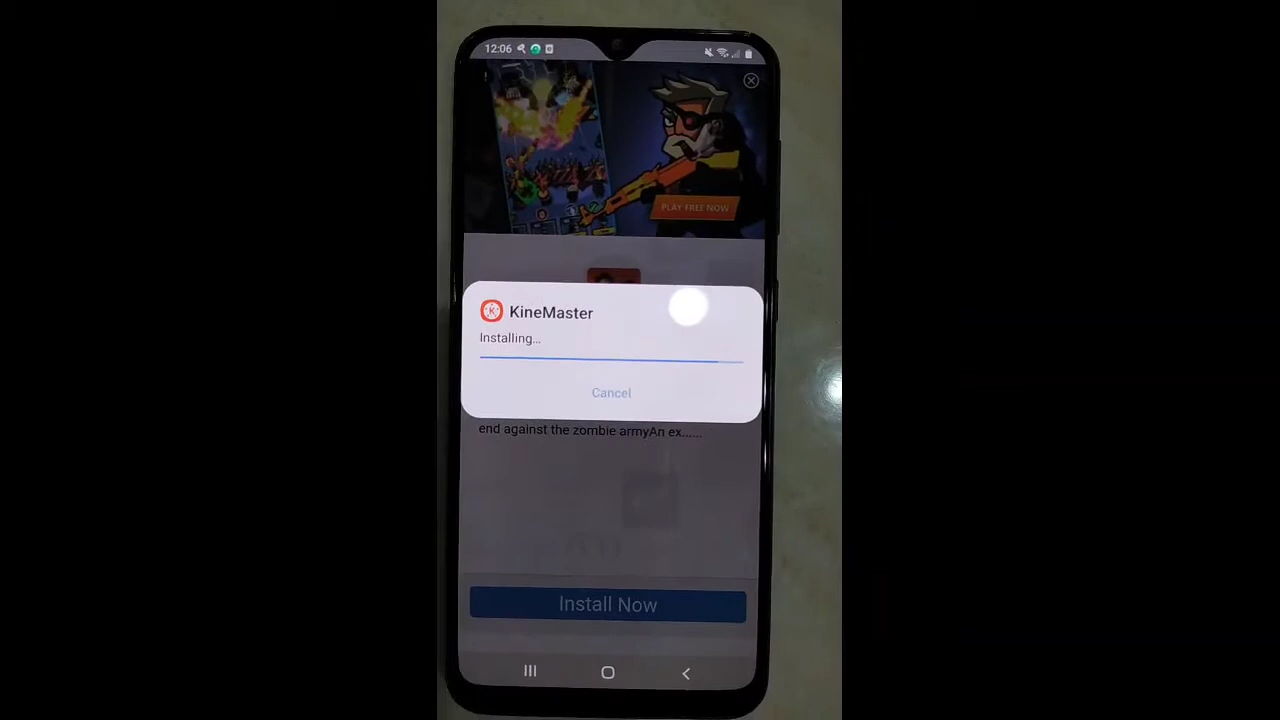 12:06
PLAY FREE NOW
KineMaster
Installing...
Cancel
end against the zombie armyAn ex......
Install Now